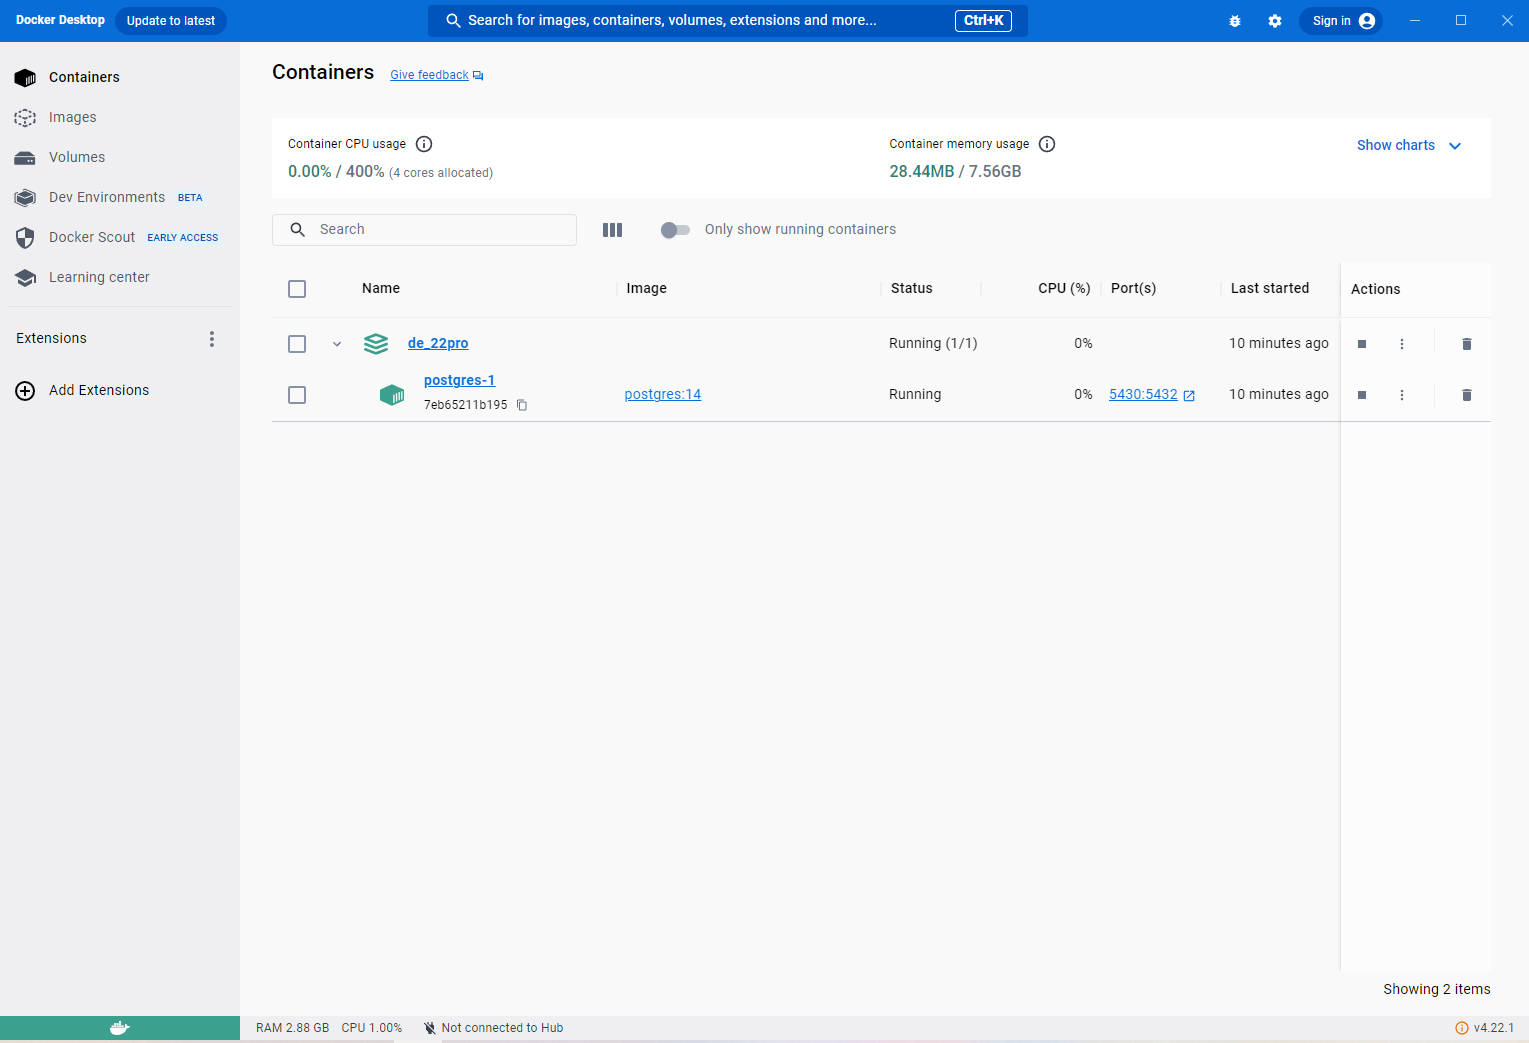 Docker Desktop
Update to latest
Search for images, containers, volumes, extensions and more...
Ctrl+K
Sign in
Containers
Images
Volumes
Dev Environments BETA
Docker Scout EARLY ACCESS
Learning center
Extensions
Add Extensions
Containers
Give feedback
Container CPU usage
0.00% / 400% (4 cores allocated)
Container memory usage
28.44MB / 7.56GB
Show charts
Search
Only show running containers
Name Image Status CPU (%) Port(s) Last started Actions
de_22pro Running (1/1) 0% 10 minutes ago
postgres-1
7eb65211b195
postgres:14 Running 0% 5430:5432 10 minutes ago
Showing 2 items
RAM 2.88 GB CPU 1.00% Not connected to Hub
v4.22.1